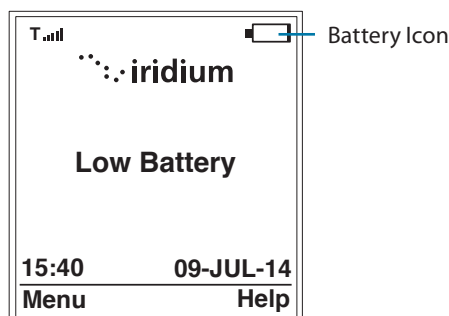 T
Battery Icon
iridium
Low Battery
15:40 09-JUL-14
Menu Help